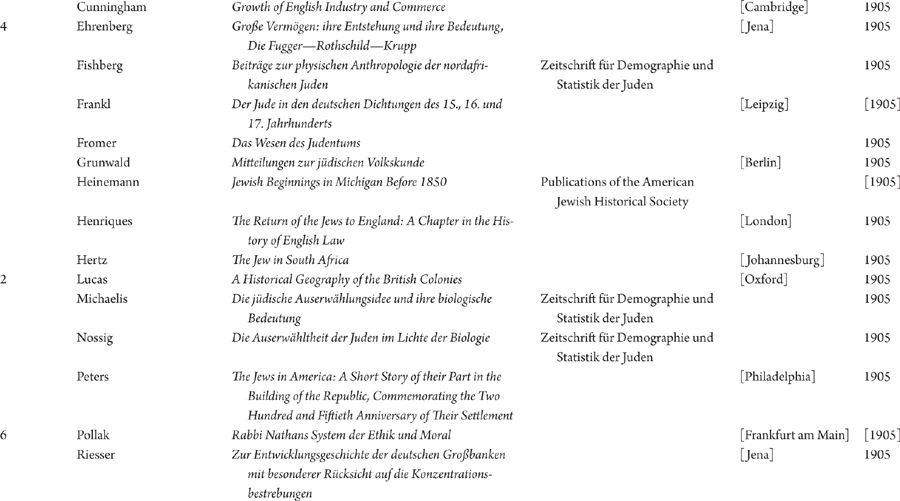 Cunningham Growth of English Industry and Commerce [Cambridge] 1905
4 Ehrenberg Große Vermögen: ihre Entstehung und ihre Bedeutung, [Jena] 1905
Die Fugger—Rothschild—Krupp
Fishberg Beiträge zur physischen Anthropologie der nordafri- Zeitschrift für Demographie und 1905
kanischen Juden Statistik der Juden
Frankl Der Jude in den deutschen Dichtungen des 15., 16. und [Leipzig] [1905]
17. Jahrhunderts
Fromer Das Wesen des Judentums 1905
Grunwald Mitteilungen zur jüdischen Volkskunde [Berlin] 1905
Heinemann Jewish Beginnings in Michigan Before 1850 Publications of the American [1905]
Jewish Historical Society
Henriques The Return of the Jews to England: A Chapter in the His- [London] 1905
tory of English Law
Hertz The Jew in South Africa [Johannesburg] 1905
2 Lucas A Historical Geography of the British Colonies [Oxford] 1905
Michaelis Die jüdische Auserwählungsidee und ihre biologische Zeitschrift für Demographie und 1905
Bedeutung Statistik der Juden
Nossig Die Auserwähltheit der Juden im Lichte der Biologie Zeitschrift für Demographie und 1905
Statistik der Juden
Peters The Jews in America: A Short Story of their Part in the [Philadelphia] 1905
Building of the Republic, Commemorating the Two
Hundred and Fiftieth Anniversary of Their Settlement
6 Pollak Rabbi Nathans System der Ethik und Moral [Frankfurt am Main] [1905]
Riesser Zur Entwicklungsgeschichte der deutschen Großbanken [Jena] 1905
mit besonderer Rücksicht auf die Konzentrations-
bestrebungen